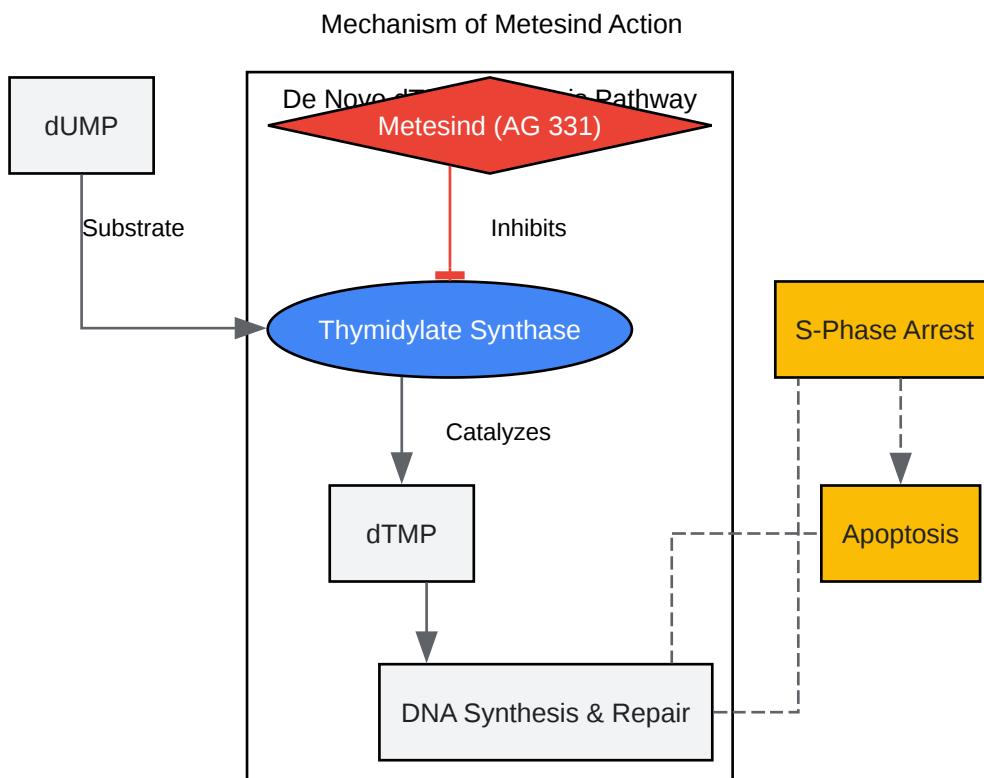 Mechanism of Metesind Action
De Novo Pathway
dUMP
Metesind (AG 331)
Substrate
Inhibits
Thymidylate Synthase
S-Phase Arrest
Catalyzes
dTMP
Apoptosis
DNA Synthesis & Repair